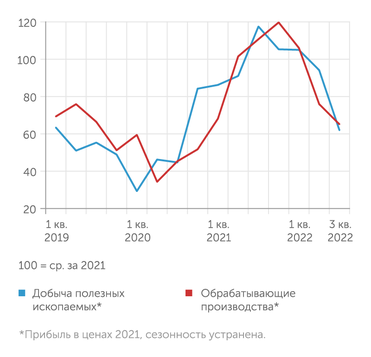 120
100
80
60
40
20
1 кв. 1 кв. 1 кв. 1 кв. 3 кв.
2019 2020 2021 2022 2022
100 = ср. за 2021
Добыча полезных
ископаемых*
Обрабатывающие
производства*
*Прибыль в ценах 2021, сезонность устранена.